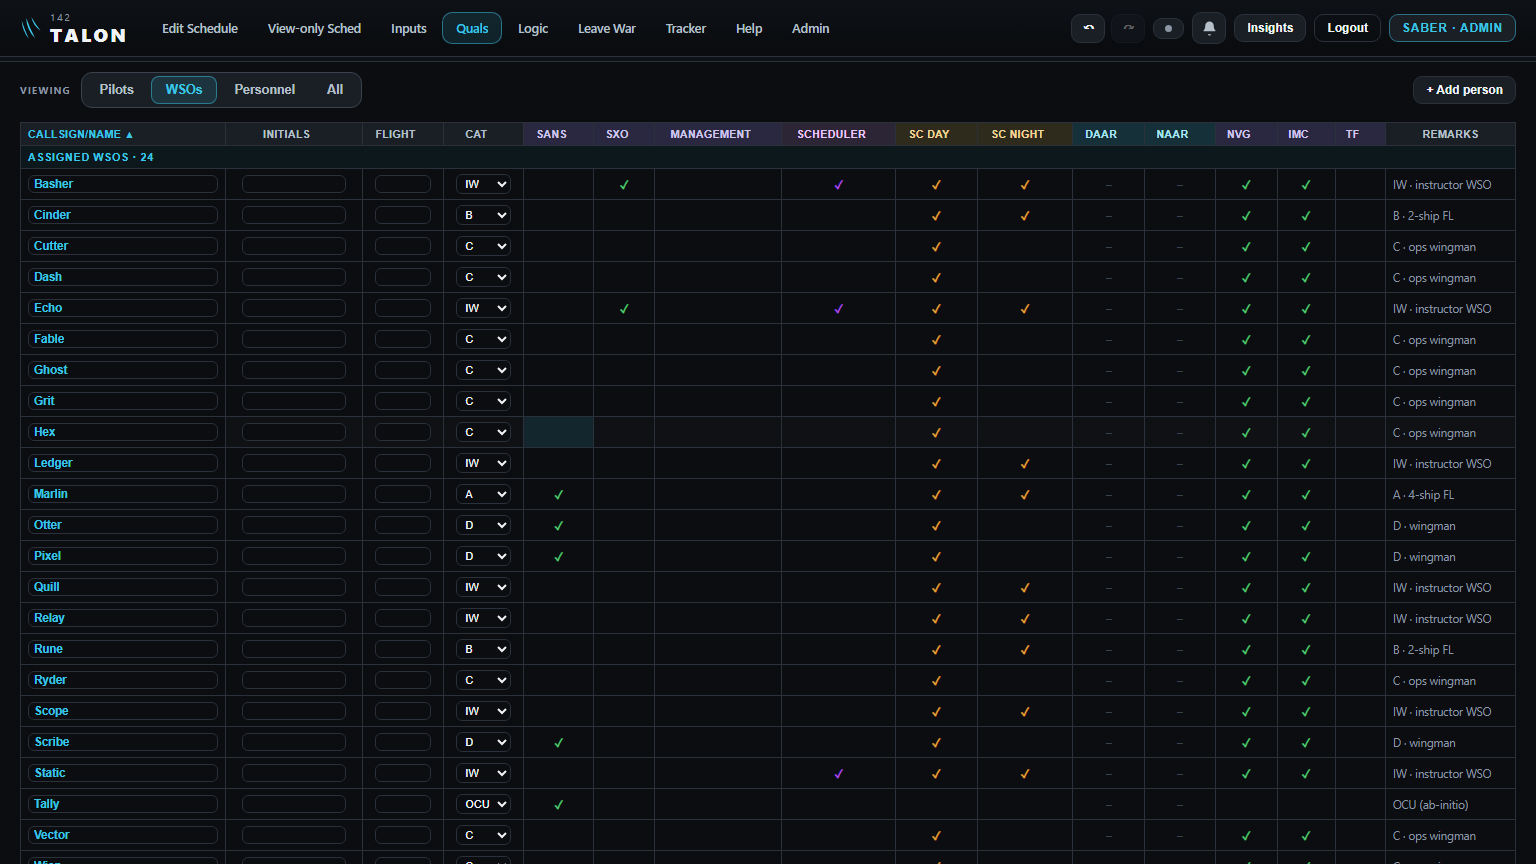 142
TALON
Edit Schedule View-only Sched Inputs Quals Logic Leave War Tracker Help Admin
Insights Logout SABER · ADMIN
VIEWING Pilots WSOs Personnel All + Add person
CALLSIGN/NAME ▲ INITIALS FLIGHT CAT SANS SXO MANAGEMENT SCHEDULER SC DAY SC NIGHT DAAR NAAR NVG IMC TF REMARKS
ASSIGNED WSOS · 24
Basher IW ✓ ✓ ✓ ✓ – – ✓ ✓ IW · instructor WSO
Cinder B ✓ ✓ – – ✓ ✓ B · 2-ship FL
Cutter C ✓ – – ✓ ✓ C · ops wingman
Dash C ✓ – – ✓ ✓ C · ops wingman
Echo IW ✓ ✓ ✓ ✓ – – ✓ ✓ IW · instructor WSO
Fable C ✓ – – ✓ ✓ C · ops wingman
Ghost C ✓ – – ✓ ✓ C · ops wingman
Grit C ✓ – – ✓ ✓ C · ops wingman
Hex C ✓ – – ✓ ✓ C · ops wingman
Ledger IW ✓ ✓ – – ✓ ✓ IW · instructor WSO
Marlin A ✓ ✓ ✓ – – ✓ ✓ A · 4-ship FL
Otter D ✓ ✓ – – ✓ ✓ D · wingman
Pixel D ✓ ✓ – – ✓ ✓ D · wingman
Quill IW ✓ ✓ – – ✓ ✓ IW · instructor WSO
Relay IW ✓ ✓ – – ✓ ✓ IW · instructor WSO
Rune B ✓ ✓ – – ✓ ✓ B · 2-ship FL
Ryder C ✓ – – ✓ ✓ C · ops wingman
Scope IW ✓ ✓ – – ✓ ✓ IW · instructor WSO
Scribe D ✓ ✓ – – ✓ ✓ D · wingman
Static IW ✓ ✓ ✓ – – ✓ ✓ IW · instructor WSO
Tally OCU ✓ – – OCU (ab-initio)
Vector C ✓ – – ✓ ✓ C · ops wingman